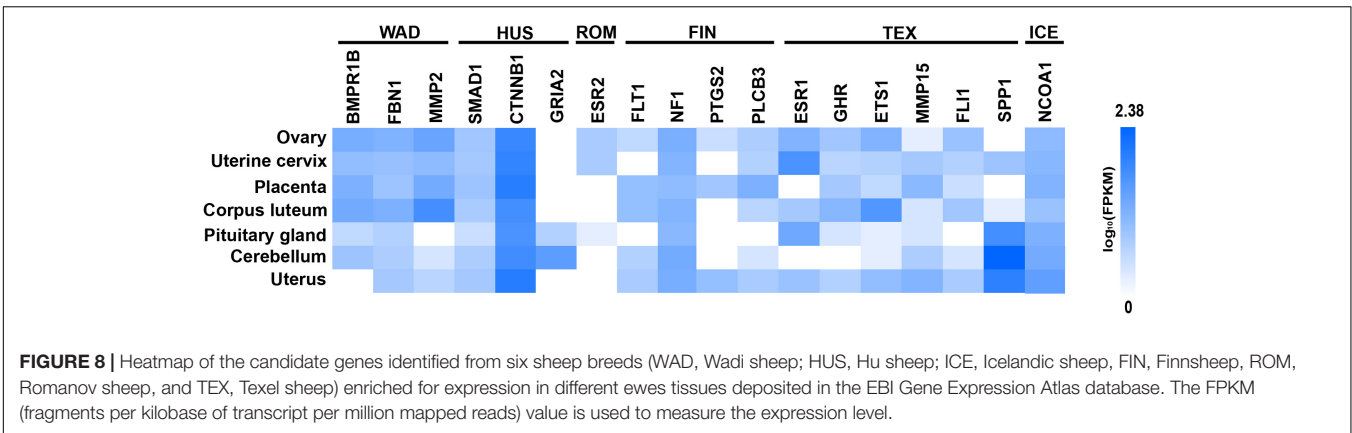 WAD HUS ROM FIN TEX ICE
BMPR1B FBN1 MMP2 SMAD1 CTNNB1 GRIA2 ESR2 FLT1 NF1 PTGS2 PLCB3 ESR1 GHR ETS1 MMP15 FLI1 SPP1 NCOA1
2.38
Ovary
Uterine cervix
Placenta
Corpus luteum
Pituitary gland
Cerebellum
Uterus
log₁₀(FPKM)
0
FIGURE 8 | Heatmap of the candidate genes identified from six sheep breeds (WAD, Wadi sheep; HUS, Hu sheep; ICE, Icelandic sheep, FIN, Finnsheep, ROM,
Romanov sheep, and TEX, Texel sheep) enriched for expression in different ewes tissues deposited in the EBI Gene Expression Atlas database. The FPKM
(fragments per kilobase of transcript per million mapped reads) value is used to measure the expression level.